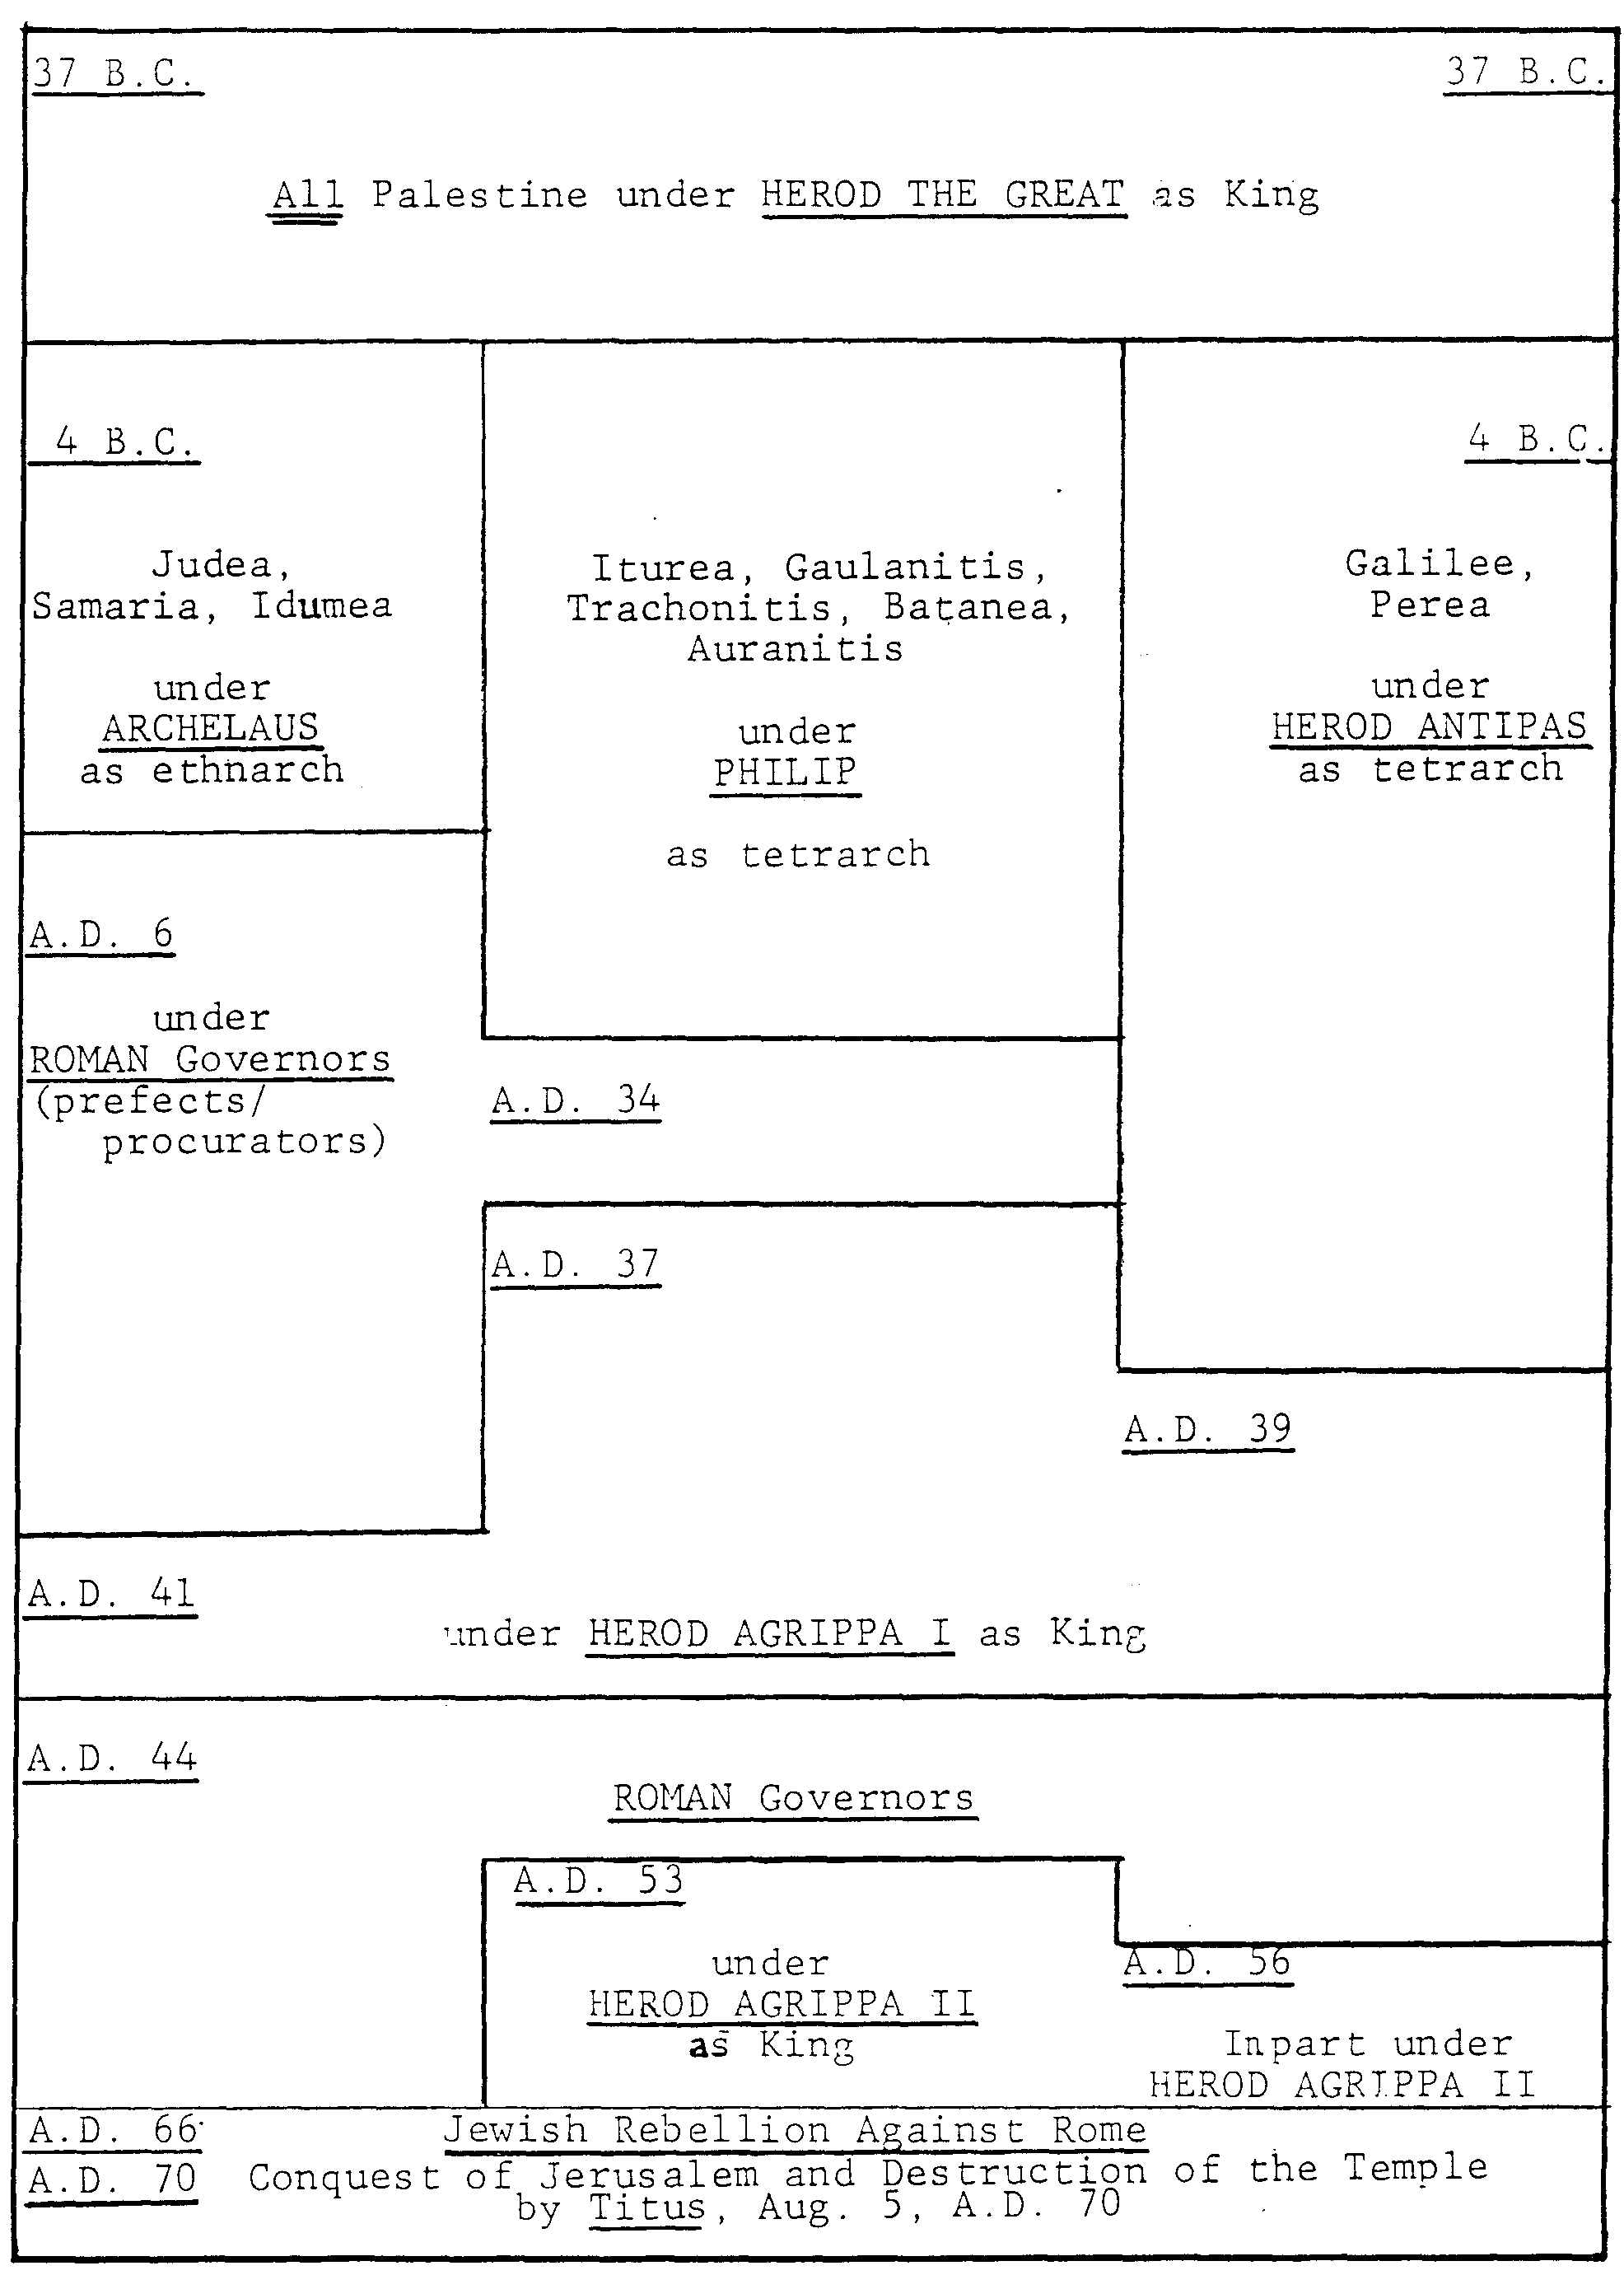 37 B.C. 37 B.C.
All Palestine under HEROD THE GREAT as King
4 B.C. 4 B.C.
Judea,
Samaria, Idumea
under
ARCHELAUS
as ethnarch
Iturea, Gaulanitis,
Trachonitis, Batanea,
Auranitis
under
PHILIP
as tetrarch
Galilee,
Perea
under
HEROD ANTIPAS
as tetrarch
A.D. 6
under
ROMAN Governors
(prefects/
procurators)
A.D. 34
A.D. 37
A.D. 39
A.D. 41
under HEROD AGRIPPA I as King
A.D. 44
ROMAN Governors
A.D. 53
under
HEROD AGRIPPA II
as King
A.D. 56
Inpart under
HEROD AGRIPPA II
A.D. 66 Jewish Rebellion Against Rome
A.D. 70 Conquest of Jerusalem and Destruction of the Temple
by Titus, Aug. 5, A.D. 70